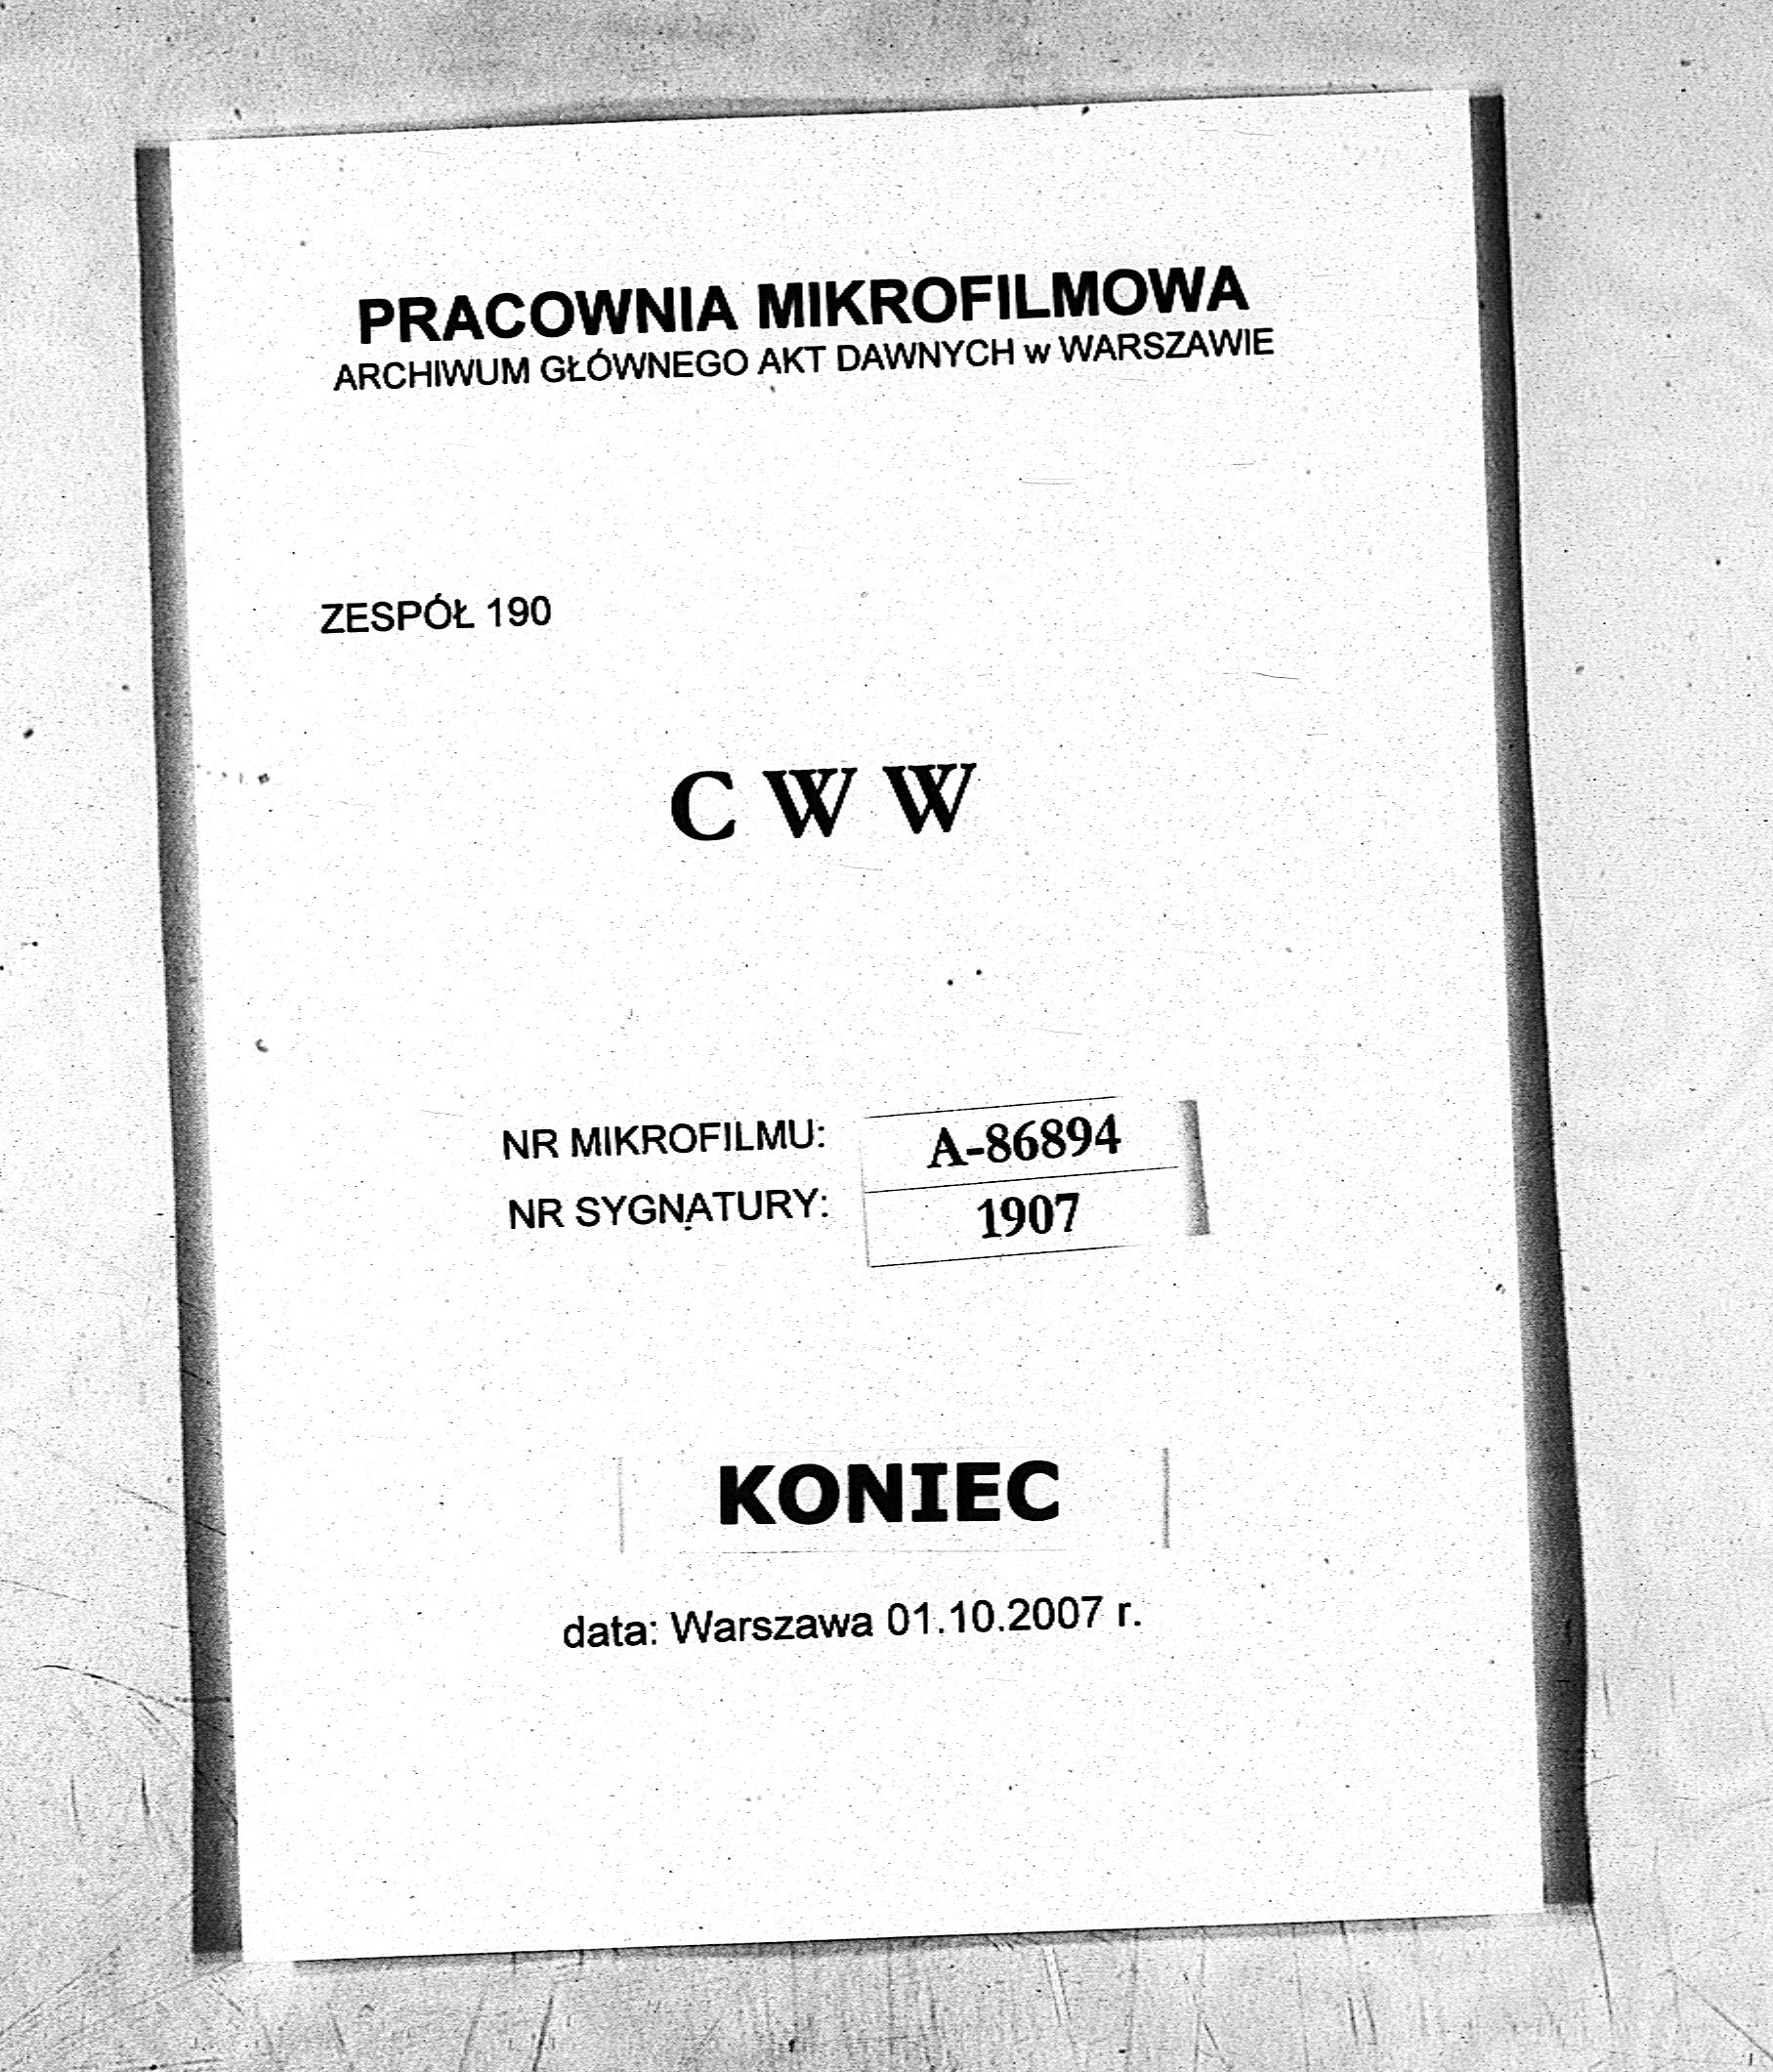 PRACOWNIA MIKROFILMOWA
ARCHIWUM GŁÓWNEGO AKT DAWNYCH w WARSZAWIE
ZESPÓŁ 190
C W W
NR MIKROFILMU: A-86894
NR SYGNATURY: 1907
KONIEC
data: Warszawa 01.10.2007 r.